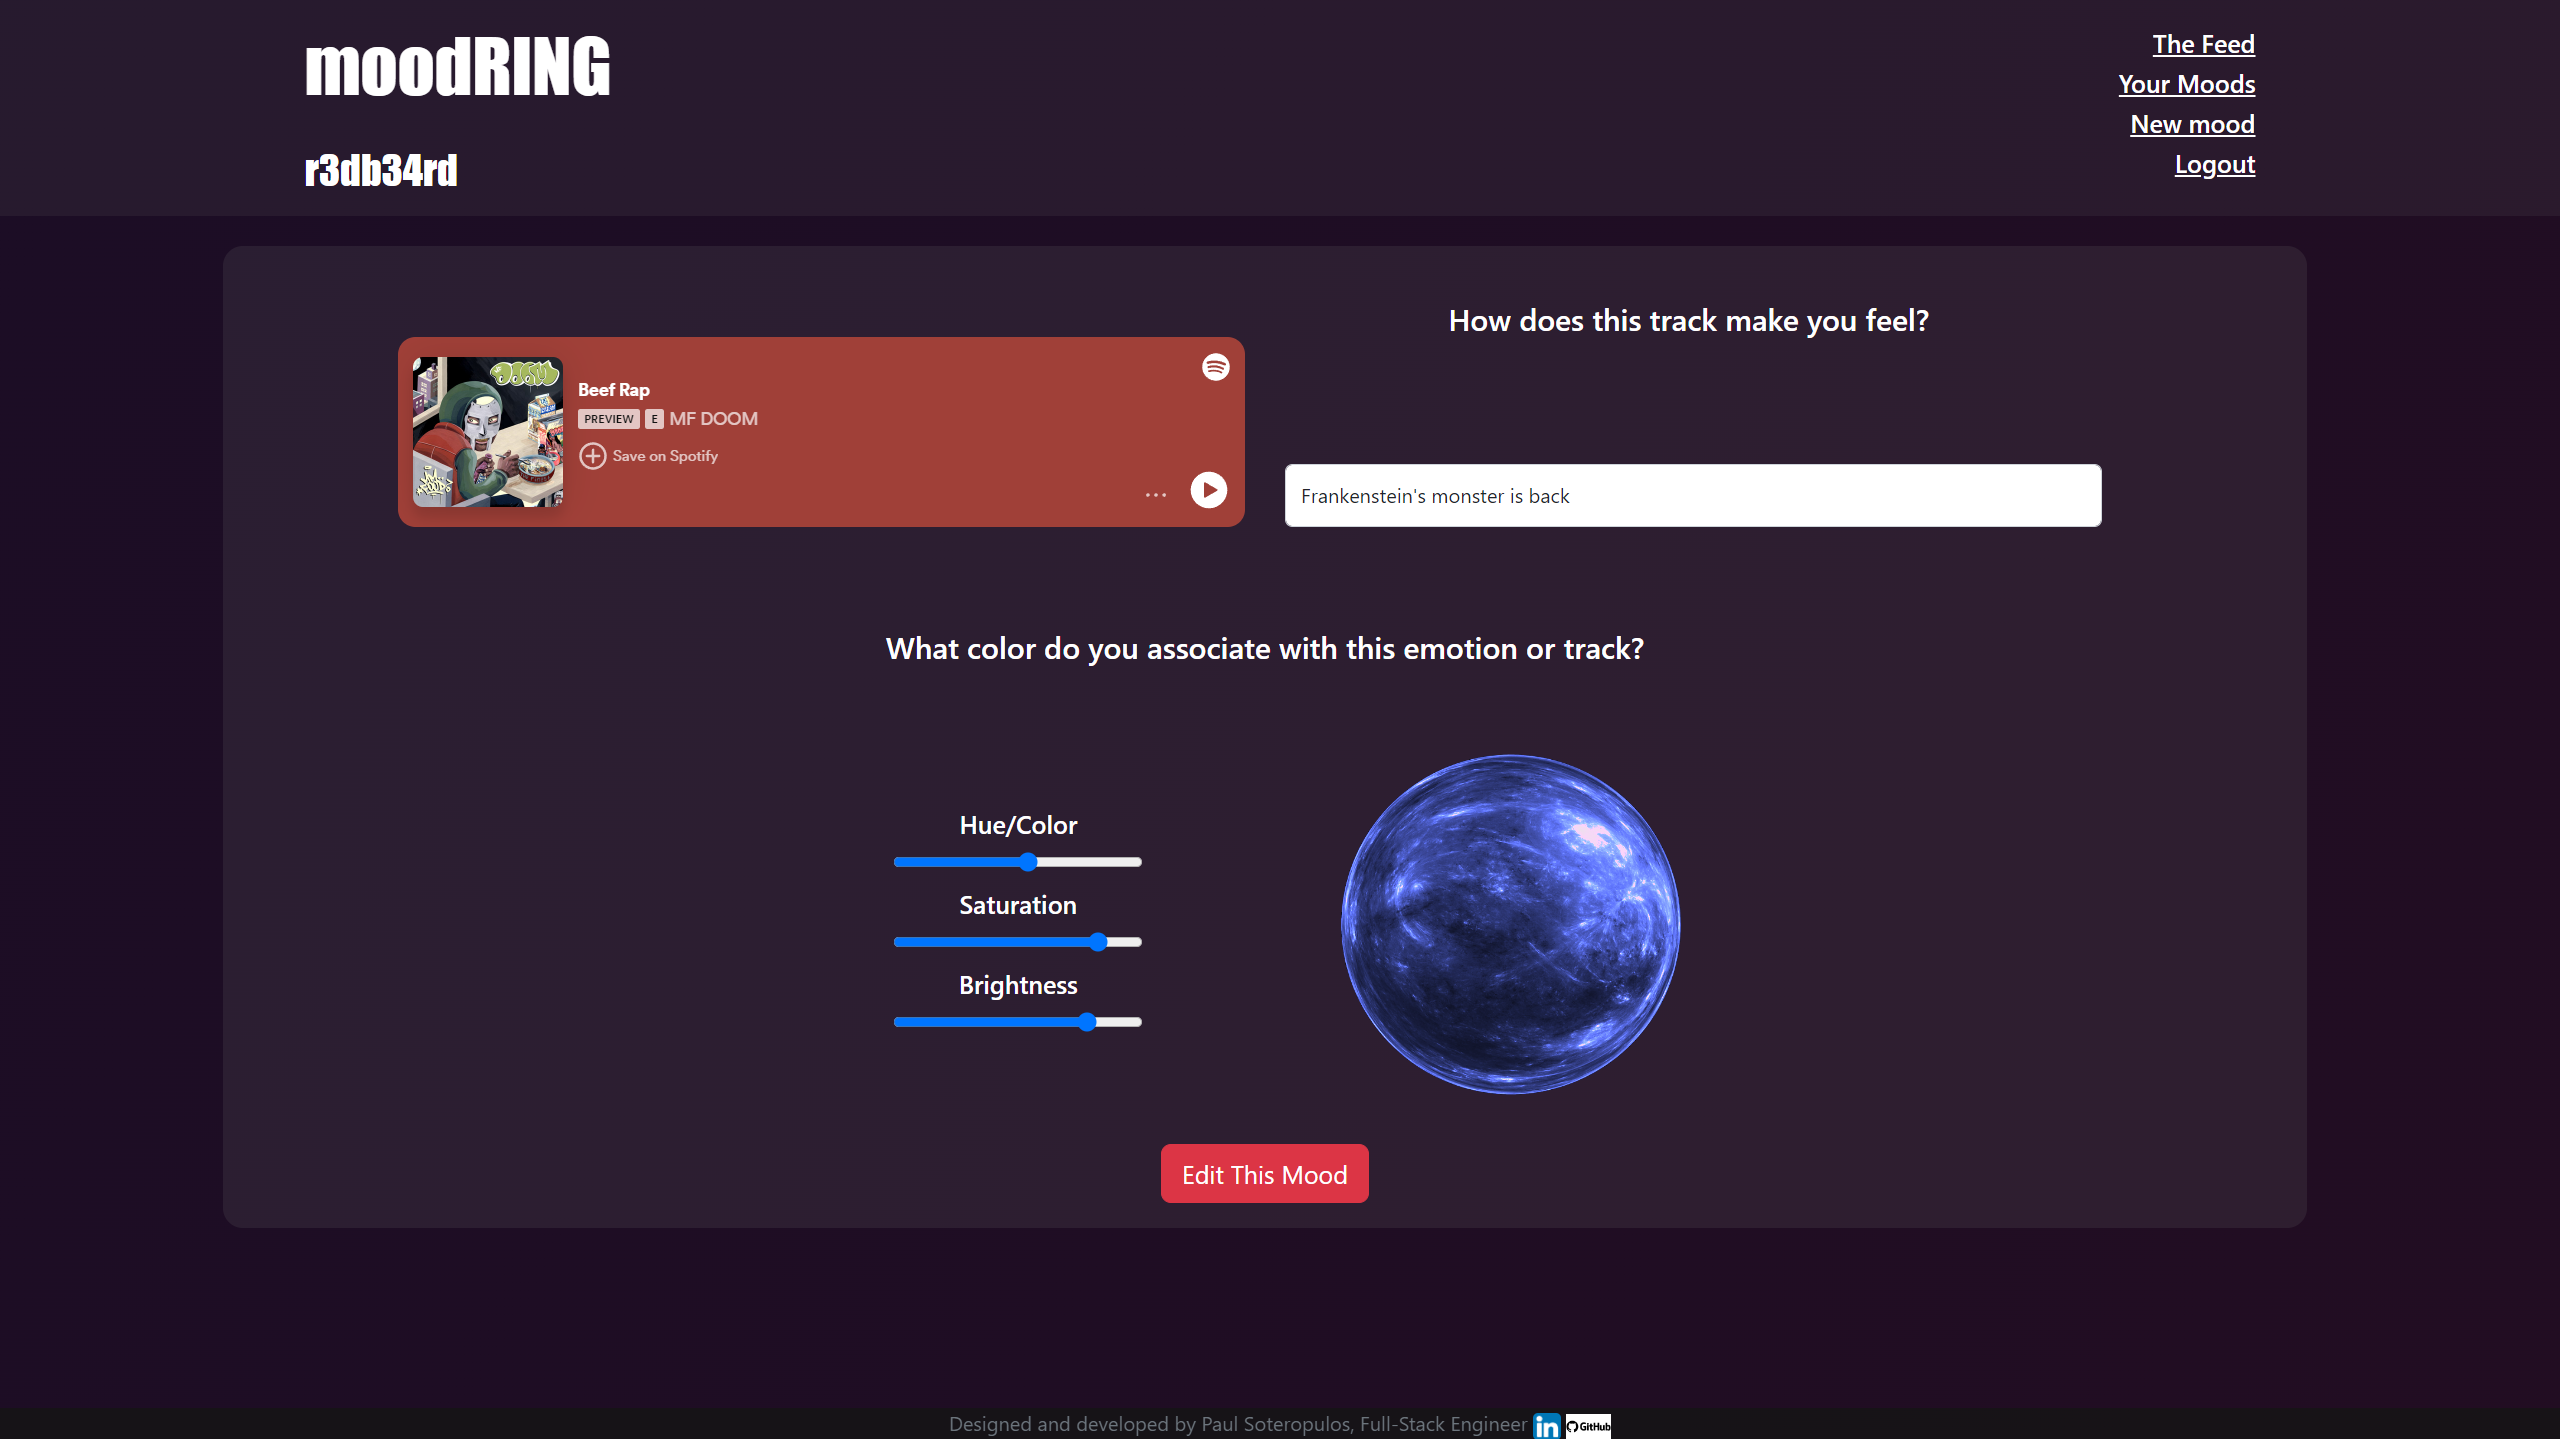 moodRING
r3db34rd
The Feed
Your Moods
New mood
Logout
Beef Rap
PREVIEW E MF DOOM
Save on Spotify
How does this track make you feel?
Frankenstein's monster is back
What color do you associate with this emotion or track?
Hue/Color
Saturation
Brightness
Edit This Mood
Designed and developed by Paul Soteropulos, Full-Stack Engineer in GitHub